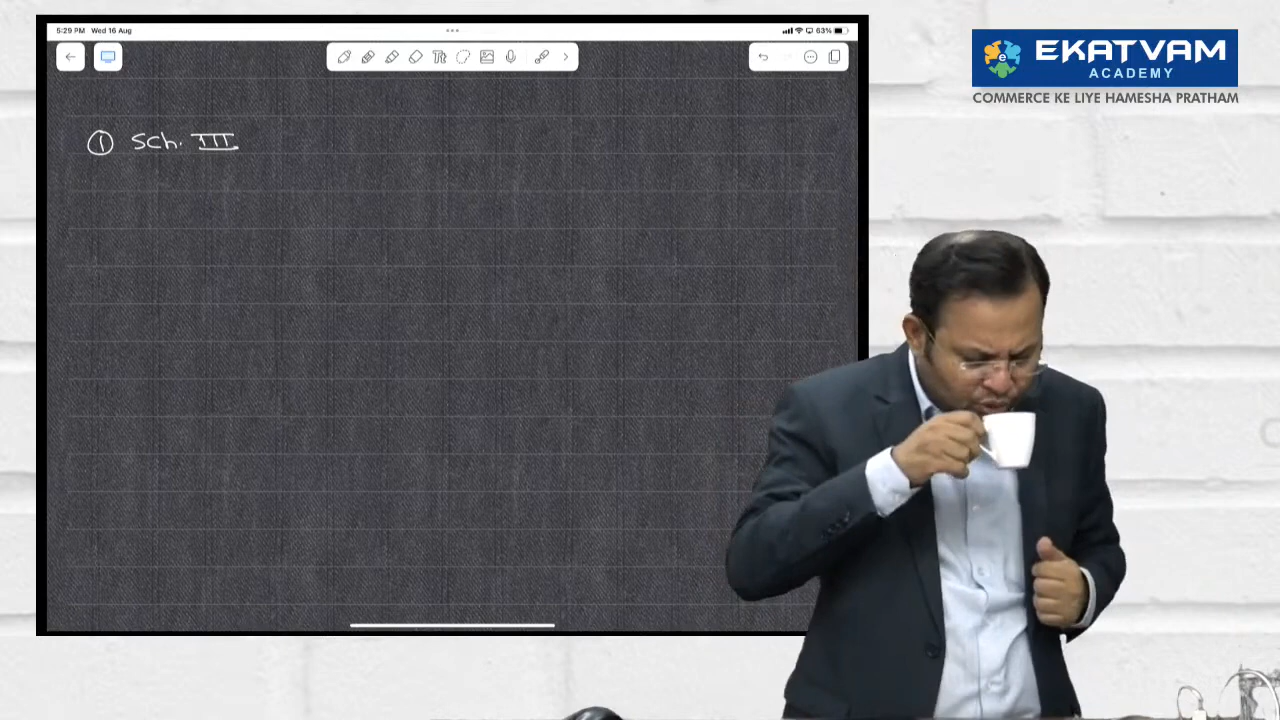 5:29 PM Wed 16 Aug
63%
① Sch. III
EKATVAM
ACADEMY
COMMERCE KE LIYE HAMESHA PRATHAM